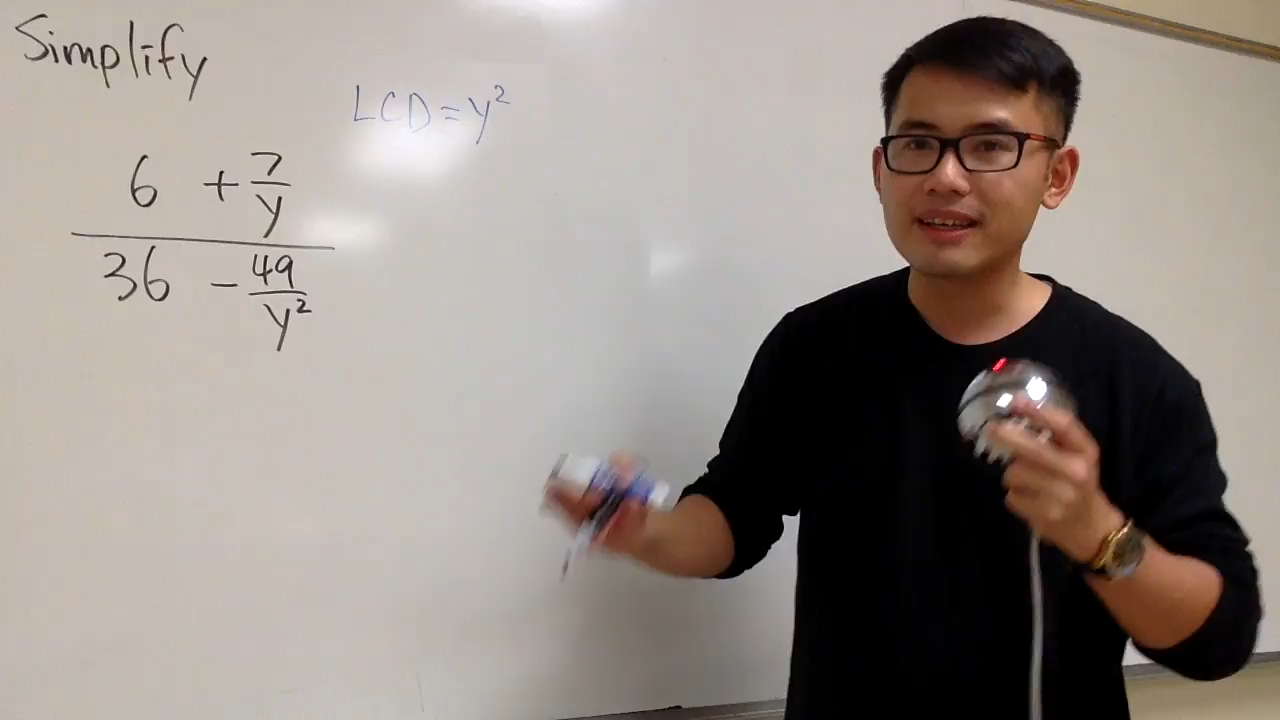 Simplify
LCD = y²
6 + 7/y
36 - 49/y²